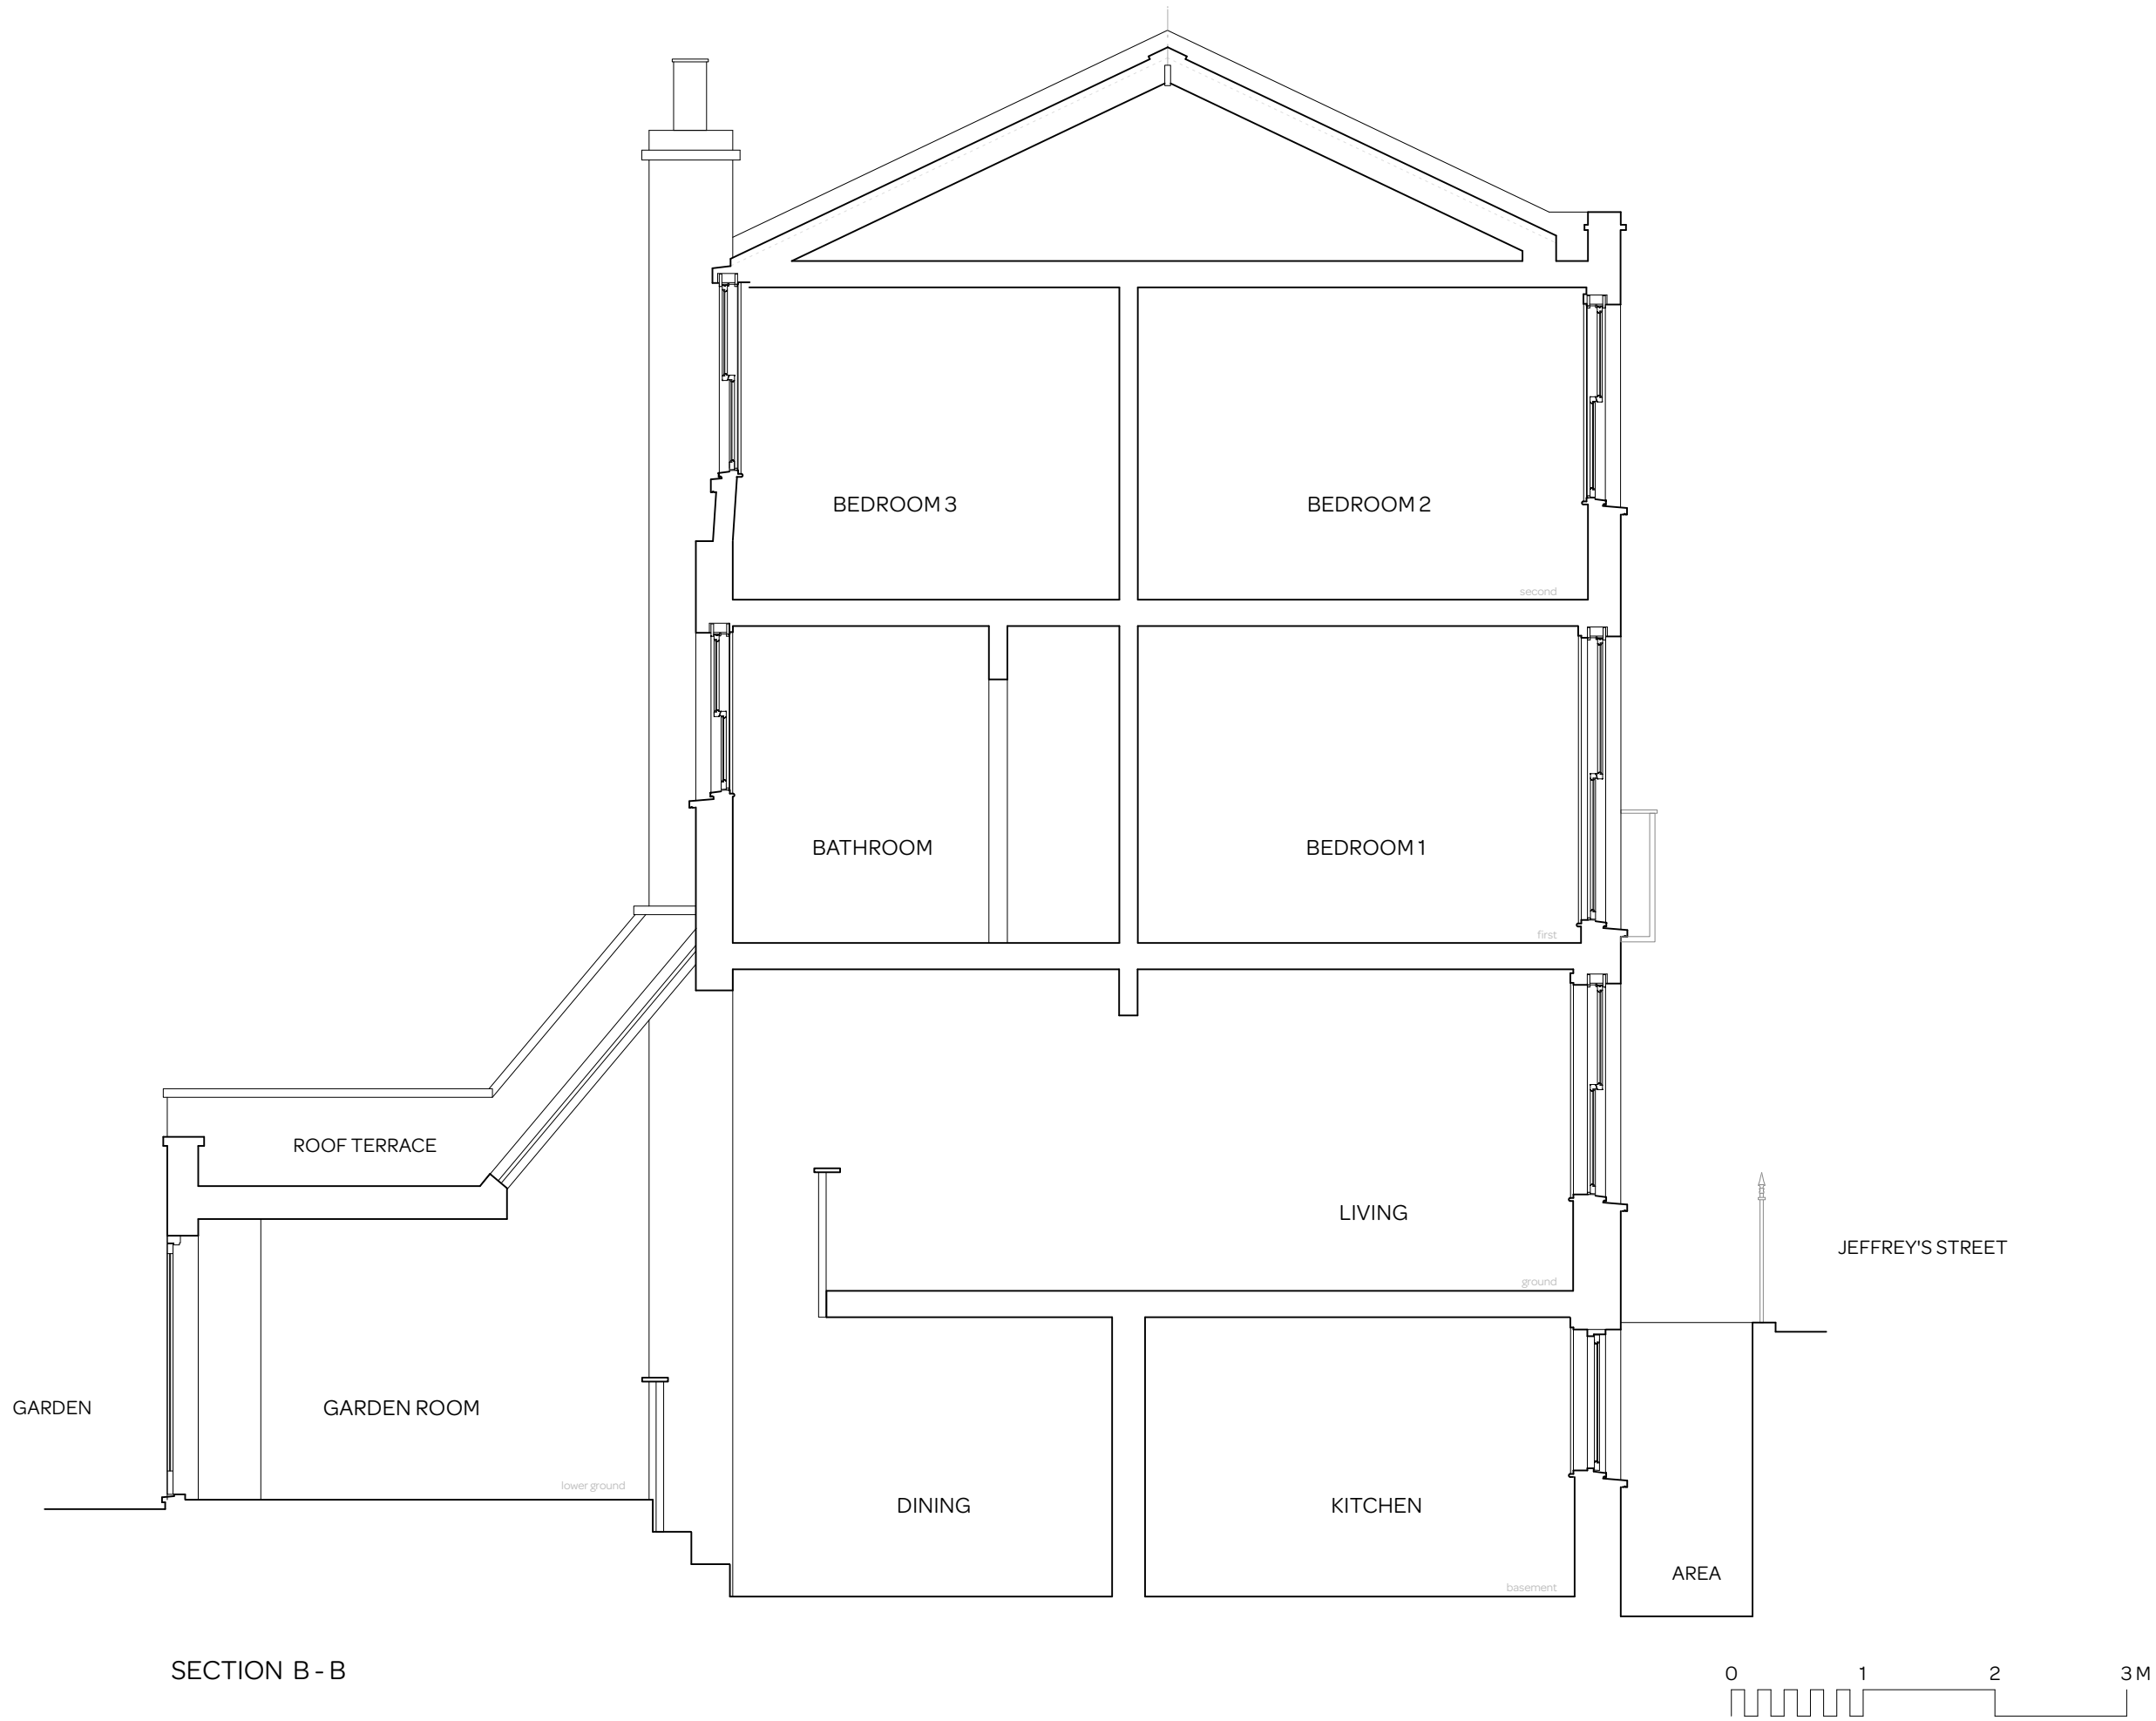 BEDROOM 3
BEDROOM 2
second
BATHROOM
BEDROOM 1
first
ROOF TERRACE
LIVING
JEFFREY'S STREET
ground
GARDEN
GARDEN ROOM
lower ground
DINING
KITCHEN
AREA
basement
SECTION B - B
0 1 2 3 M